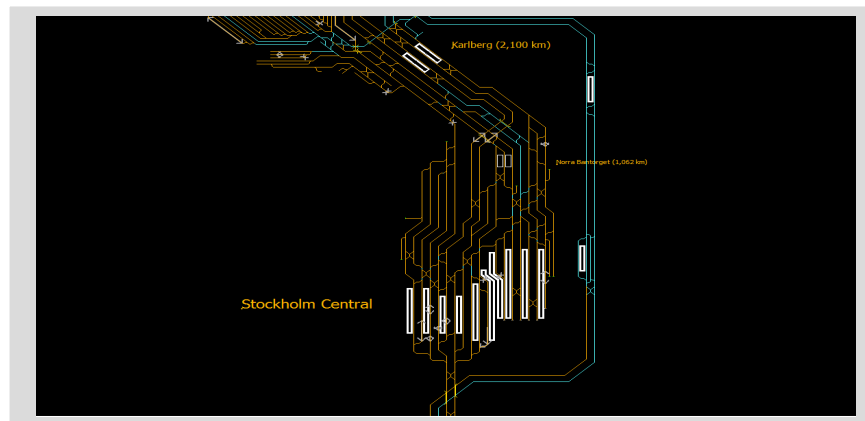 Karlberg (2,100 km)
Norra Bantorget (1,062 km)
Stockholm Central